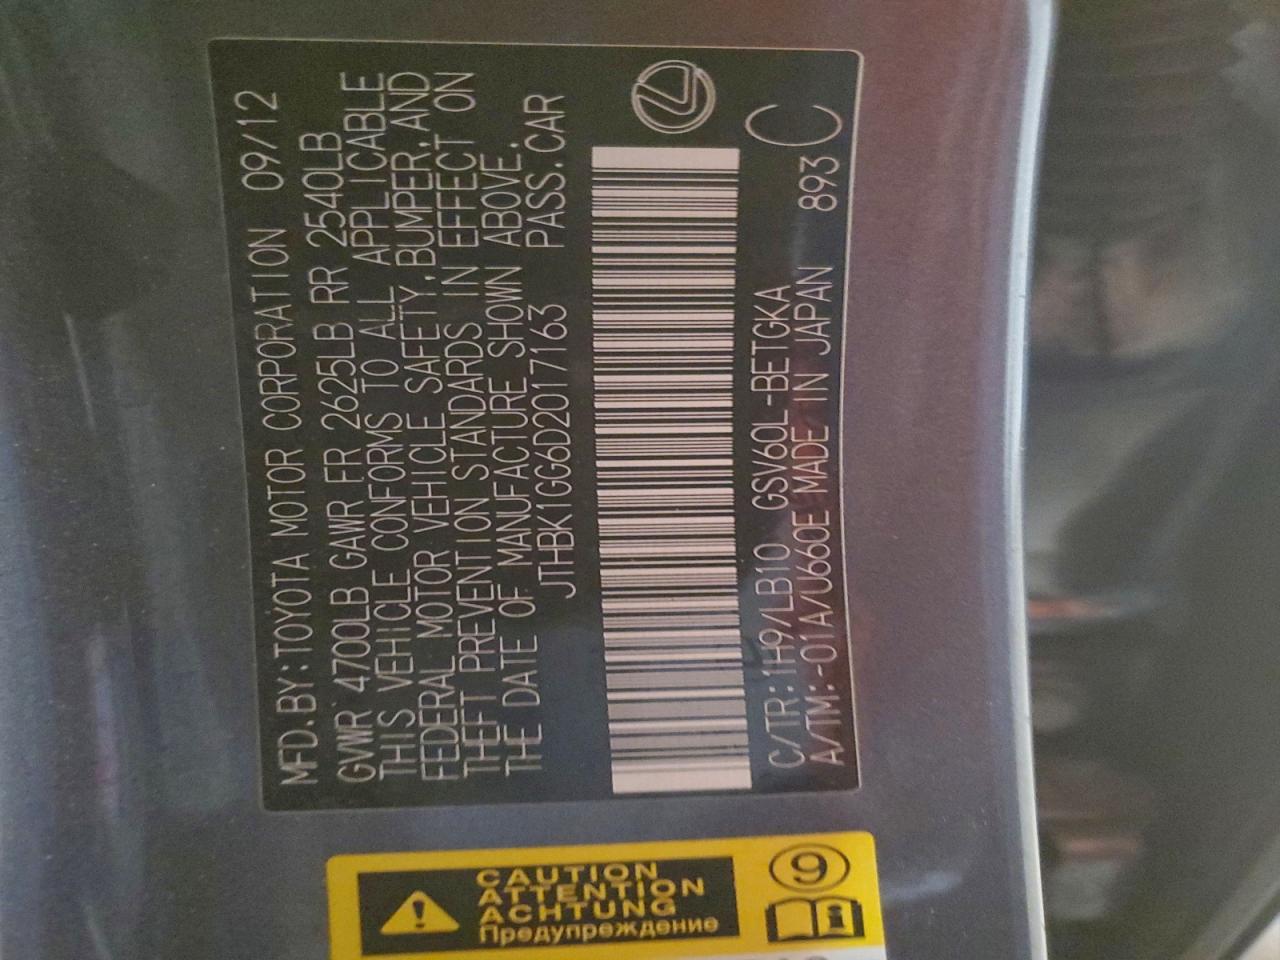 MFD.BY:TOYOTA MOTOR CORPORATION 09/12
GVWR 4700LB GAWR FR 2625LB RR 2540LB
THIS VEHICLE CONFORMS TO ALL APPLICABLE
FEDERAL MOTOR VEHICLE SAFETY,BUMPER,AND
THEFT PREVENTION STANDARDS IN EFFECT ON
THE DATE OF MANUFACTURE SHOWN ABOVE.
JTHBK1GG6D2017163 PASS.CAR
C/TR:1H9/LB10 GSV60L-BETGKA
A/TM:-01A/U660E MADE IN JAPAN 893 C
CAUTION
ATTENTION
ACHTUNG
Предупреждение
9